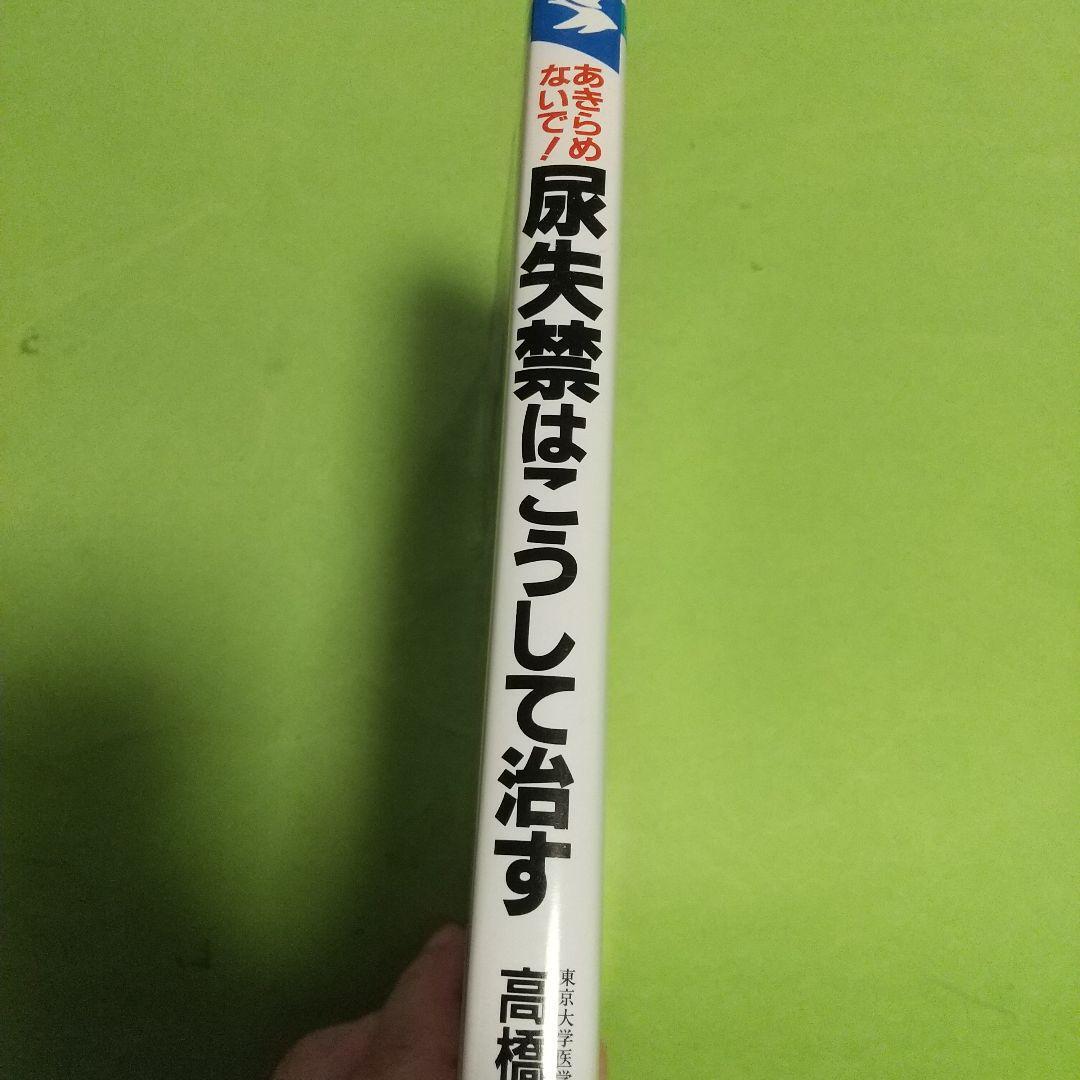 あきらめ
ないで!
尿失禁はこうして治す
東京大学医学
高橋